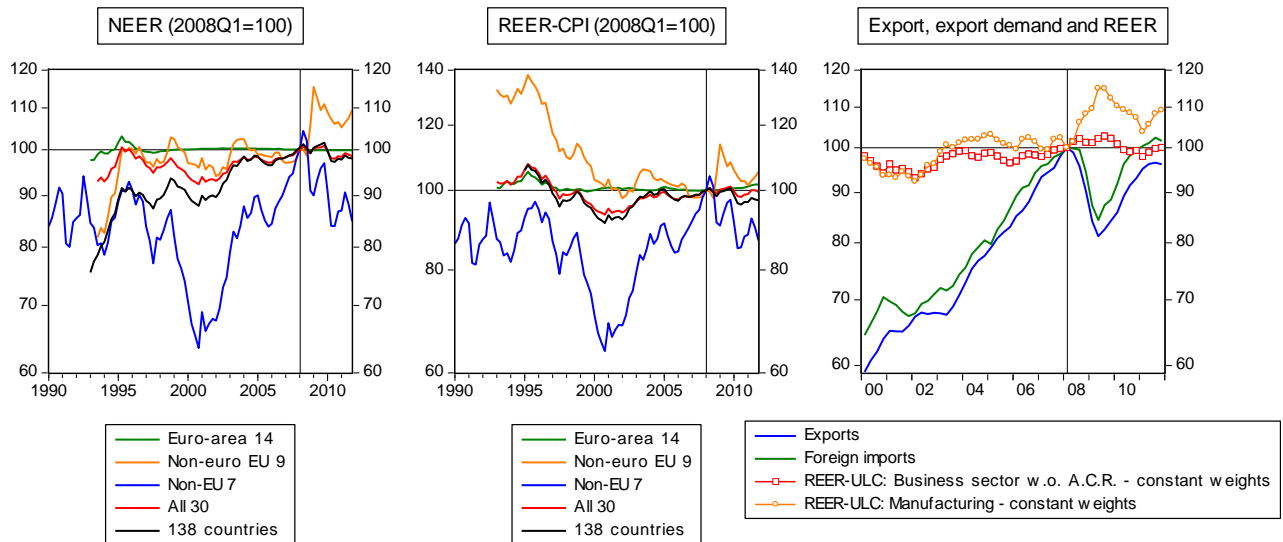 NEER (2008Q1=100)
120 120
110 110
100 100
90 90
80 80
70 70
60 60
1990 1995 2000 2005 2010
Euro-area 14
Non-euro EU 9
Non-EU 7
All 30
138 countries
REER-CPI (2008Q1=100)
140 140
120 120
100 100
80 80
60 60
1990 1995 2000 2005 2010
Euro-area 14
Non-euro EU 9
Non-EU 7
All 30
138 countries
Export, export demand and REER
120 120
110 110
100 100
90 90
80 80
70 70
60 60
00 02 04 06 08 10
Exports
Foreign imports
REER-ULC: Business sector w.o. A.C.R. - constant weights
REER-ULC: Manufacturing - constant weights